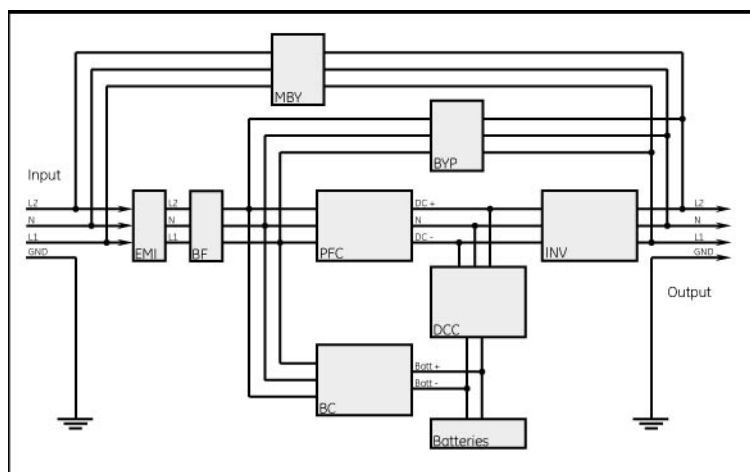 MBY
BYP
Input
L2
N
L1
GND
EMI
L2
N
L1
BF
PFC
DC +
N
DC -
INV
L2
N
L1
GND
Output
DCC
BC
Batt +
Batt -
Batteries